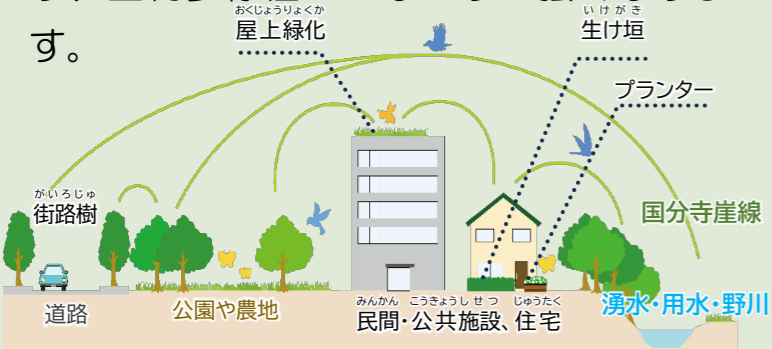 す。
おくじょうりょくか
屋上緑化
いけがき
生け垣
プランター
がいろじゅ
街路樹
国分寺崖線
道路
公園や農地
みんかん こうきょうしせつ じゅうたく
民間・公共施設、住宅
湧水・用水・野川